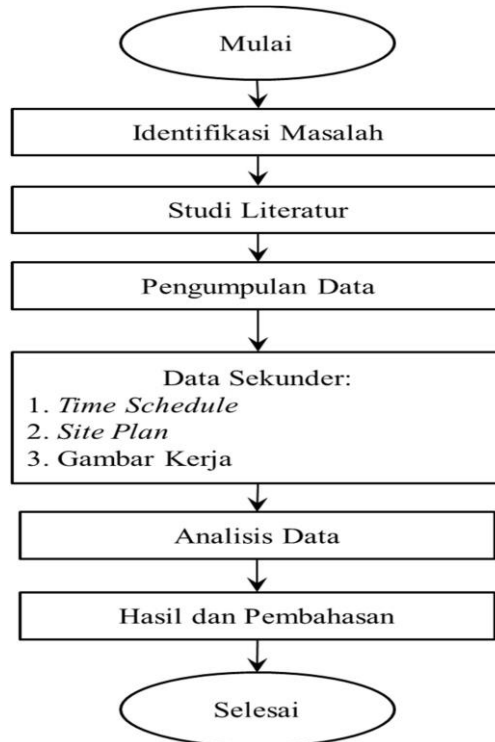 Mulai
Identifikasi Masalah
Studi Literatur
Pengumpulan Data
Data Sekunder:
1. Time Schedule
2. Site Plan
3. Gambar Kerja
Analisis Data
Hasil dan Pembahasan
Selesai